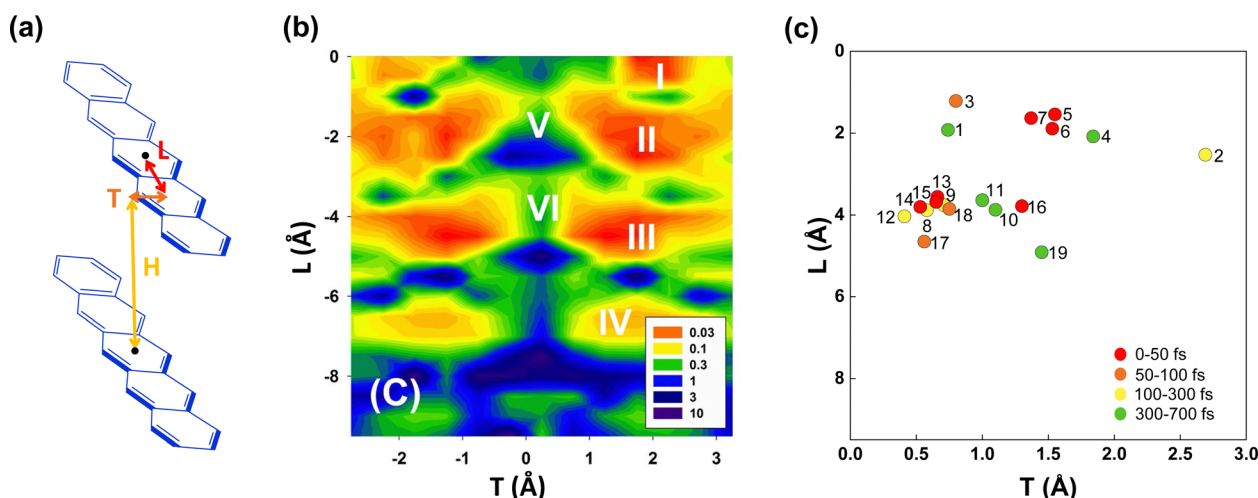 (a)
L
T
H
(b)
0
-2
-4
-6
-8
L (Å)
I
II
V
VI
III
IV
(C)
0.03
0.1
0.3
1
3
10
-2
-1
0
1
2
3
T (Å)
(c)
0
2
4
6
8
L (Å)
3
1
7
5
6
4
2
13
15
9
14
12
8
18
11
10
16
17
19
0-50 fs
50-100 fs
100-300 fs
300-700 fs
0.0
0.5
1.0
1.5
2.0
2.5
3.0
T (Å)